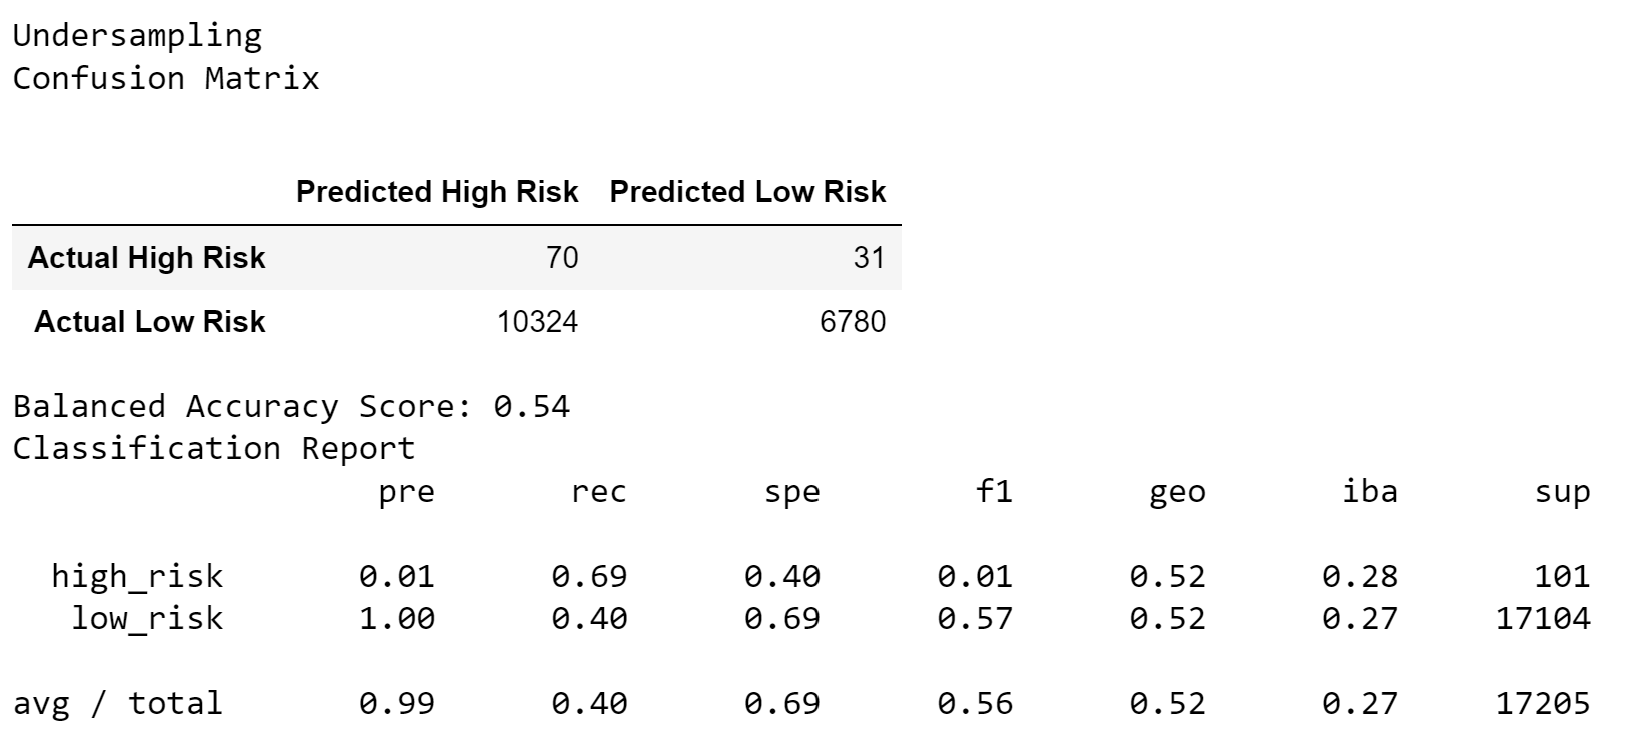 Undersampling
Confusion Matrix
Predicted High Risk Predicted Low Risk
Actual High Risk 70 31
Actual Low Risk 10324 6780
Balanced Accuracy Score: 0.54
Classification Report
pre rec spe f1 geo iba sup
high_risk 0.01 0.69 0.40 0.01 0.52 0.28 101
low_risk 1.00 0.40 0.69 0.57 0.52 0.27 17104
avg / total 0.99 0.40 0.69 0.56 0.52 0.27 17205